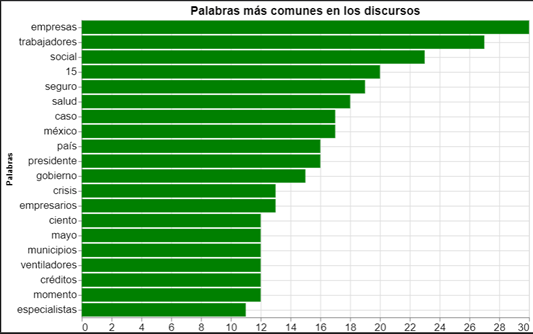 Palabras más comunes en los discursos
empresas
trabajadores
social
15
seguro
salud
caso
méxico
país
presidente
gobierno
crisis
empresarios
ciento
mayo
municipios
ventiladores
créditos
momento
especialistas
Palabras
0 2 4 6 8 10 12 14 16 18 20 22 24 26 28 30